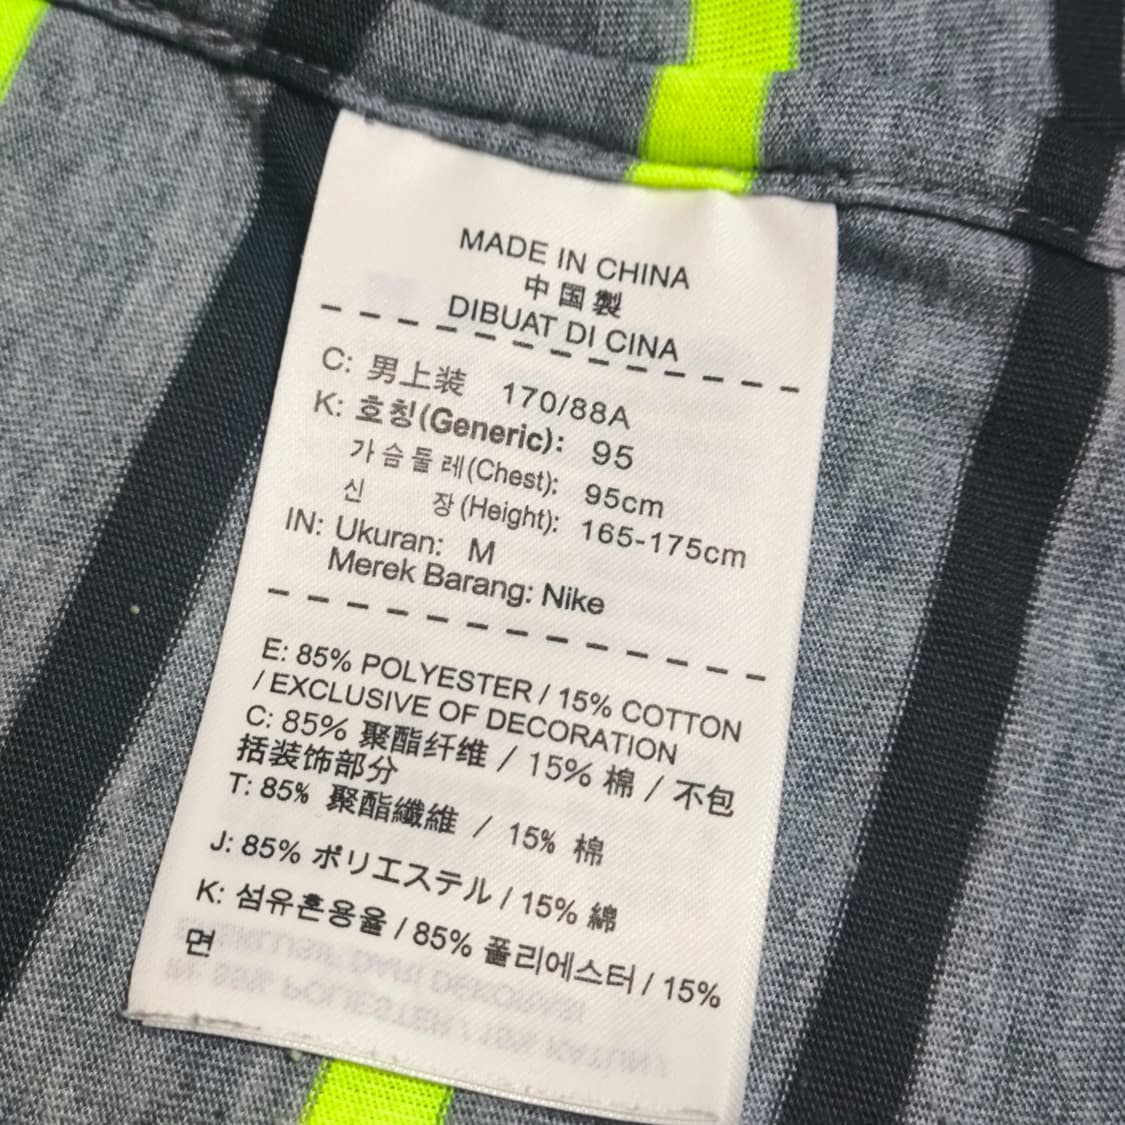 MADE IN CHINA
中国製
DIBUAT DI CINA
C: 男上装 170/88A
K: 호칭(Generic): 95
가슴둘레(Chest): 95cm
신 장(Height): 165-175cm
IN: Ukuran: M
Merek Barang: Nike
E: 85% POLYESTER / 15% COTTON
/ EXCLUSIVE OF DECORATION
C: 85% 聚酯纤维 / 15% 棉 / 不包
括装饰部分
T: 85% 聚酯纖維 / 15% 棉
J: 85% ポリエステル / 15% 綿
K: 섬유혼용율 / 85% 폴리에스터 / 15%
면